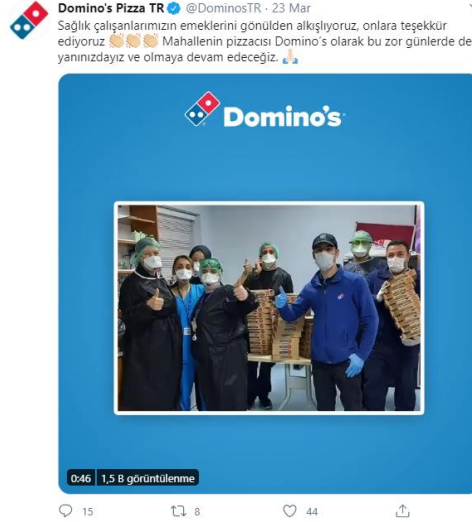 Domino's Pizza TR @DominosTR · 23 Mar
Sağlık çalışanlarımızın emeklerini gönülden alkışlıyoruz, onlara teşekkür
ediyoruz 👏🏻👏🏻👏🏻 Mahallenin pizzacısı Domino´s olarak bu zor günlerde de
yanınızdayız ve olmaya devam edeceğiz. 🙏🏻
Domino's
0:46 1,5 B görüntülenme
15 8 44